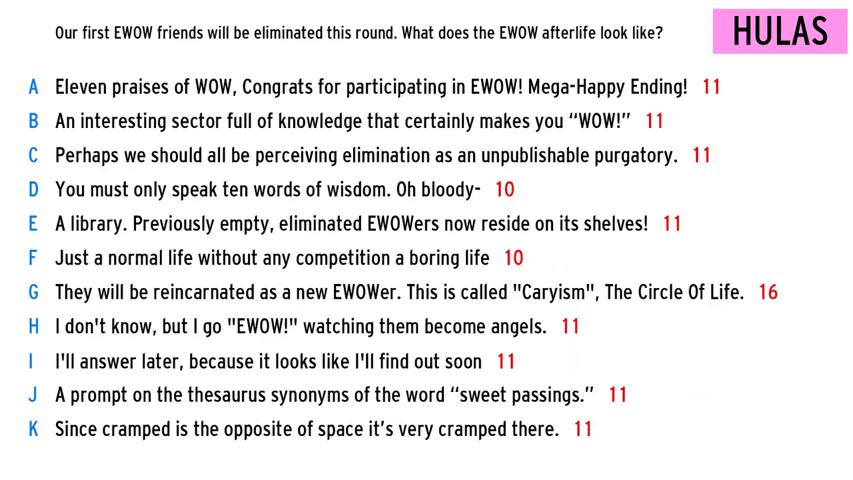 Our first EWOW friends will be eliminated this round. What does the EWOW afterlife look like?
HULAS
A Eleven praises of WOW, Congrats for participating in EWOW! Mega-Happy Ending! 11
B An interesting sector full of knowledge that certainly makes you “WOW!” 11
C Perhaps we should all be perceiving elimination as an unpublishable purgatory. 11
D You must only speak ten words of wisdom. Oh bloody- 10
E A library. Previously empty, eliminated EWOWers now reside on its shelves! 11
F Just a normal life without any competition a boring life 10
G They will be reincarnated as a new EWOWer. This is called "Caryism", The Circle Of Life. 16
H I don't know, but I go "EWOW!" watching them become angels. 11
I I'll answer later, because it looks like I'll find out soon 11
J A prompt on the thesaurus synonyms of the word “sweet passings.” 11
K Since cramped is the opposite of space it’s very cramped there. 11